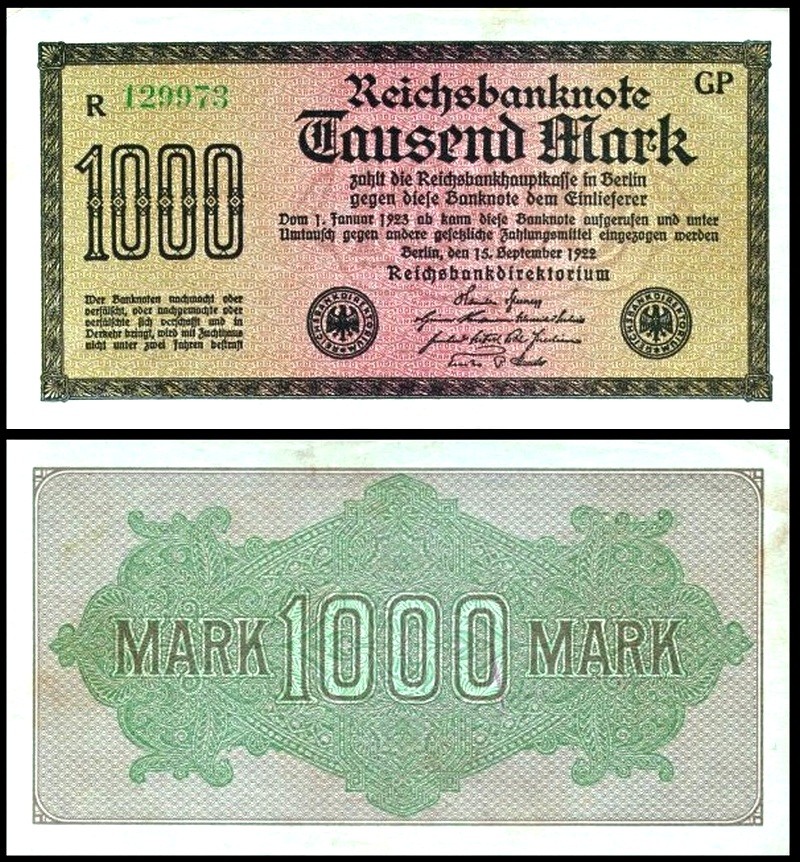 R 129973
GP
Reichsbanknote
Tausend Mark
1000
zahlt die Reichsbankhauptkasse in Berlin
gegen diese Banknote dem Einlieferer
Vom 1. Januar 1923 ab kann diese Banknote aufgerufen und unter
Umtausch gegen andere gesetzliche Zahlungsmittel eingezogen werden
Berlin, den 15. September 1922
Reichsbankdirektorium
Wer Banknoten nachmacht oder
verfälscht, oder nachgemachte oder
verfälschte sich verschafft und in
Verkehr bringt, wird mit Zuchthaus
nicht unter zwei Jahren bestraft
REICHSBANKDIREKTORIUM
REICHSBANKDIREKTORIUM
MARK 1000 MARK